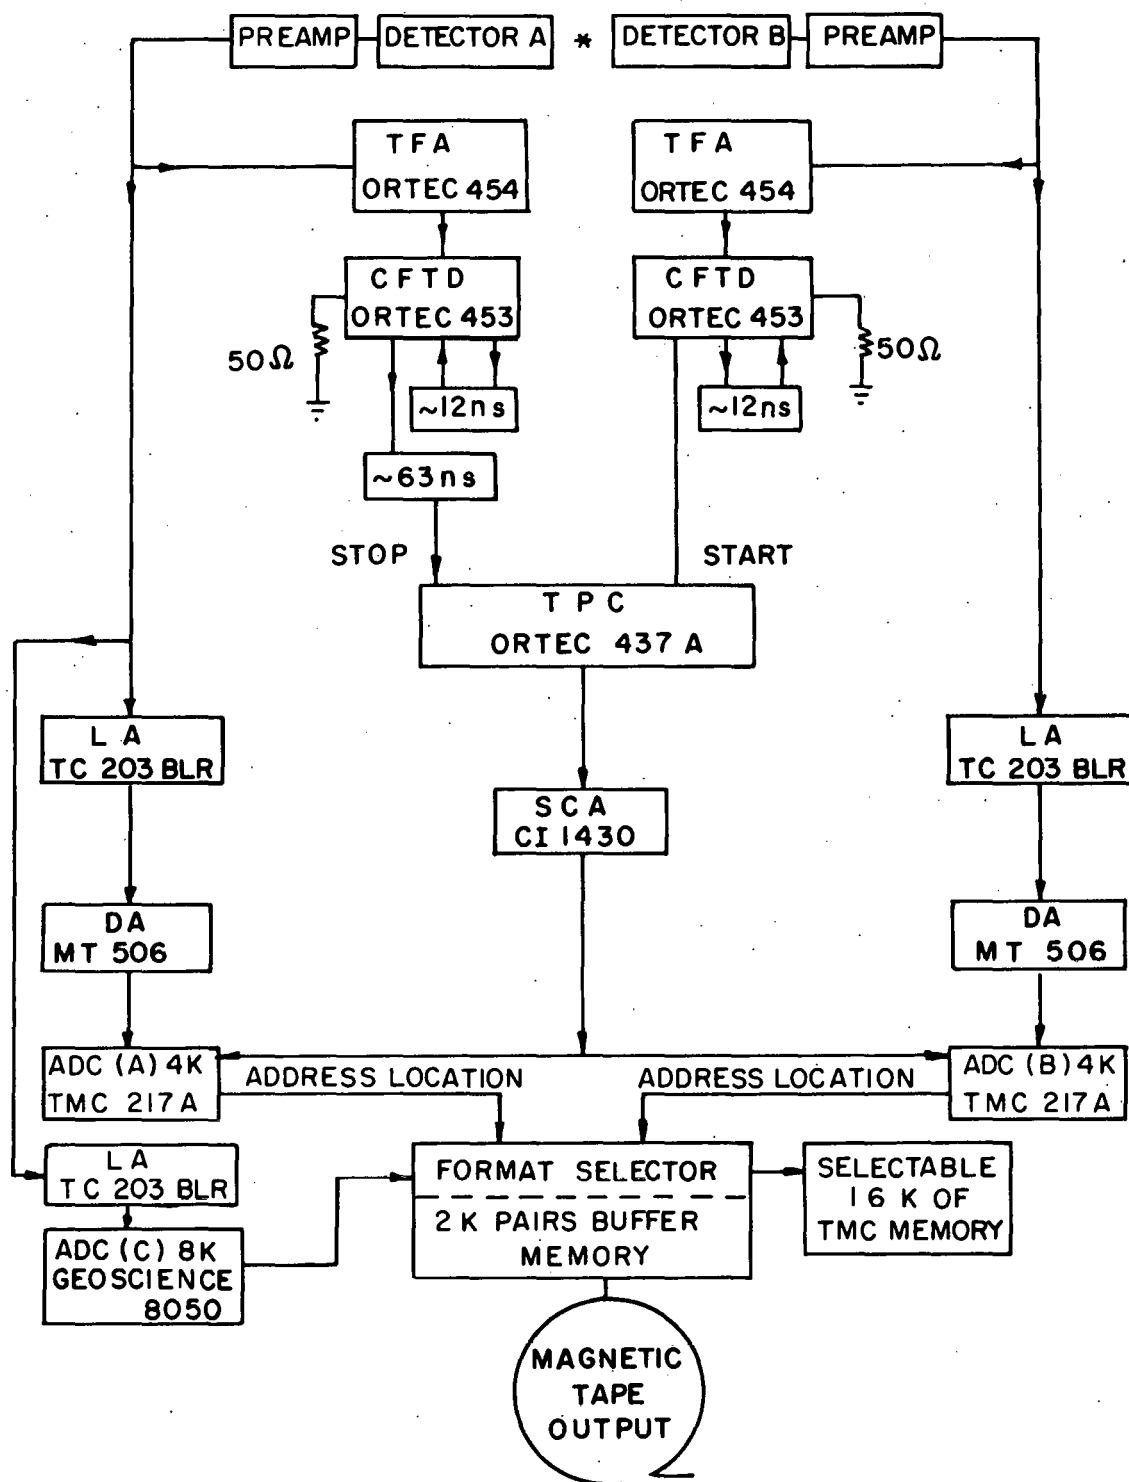 PREAMP
DETECTOR A
*
DETECTOR B
PREAMP
TFA
ORTEC 454
TFA
ORTEC 454
CFTD
ORTEC 453
CFTD
ORTEC 453
50Ω
50Ω
~12ns
~12ns
~63ns
STOP
START
TPC
ORTEC 437 A
LA
TC 203 BLR
LA
TC 203 BLR
SCA
CI 1430
DA
MT 506
DA
MT 506
ADC (A) 4K
TMC 217A
ADDRESS LOCATION
ADDRESS LOCATION
ADC (B) 4K
TMC 217A
LA
TC 203 BLR
FORMAT SELECTOR
2K PAIRS BUFFER
MEMORY
SELECTABLE
16 K OF
TMC MEMORY
ADC (C) 8K
GEOSCIENCE
8050
MAGNETIC
TAPE
OUTPUT